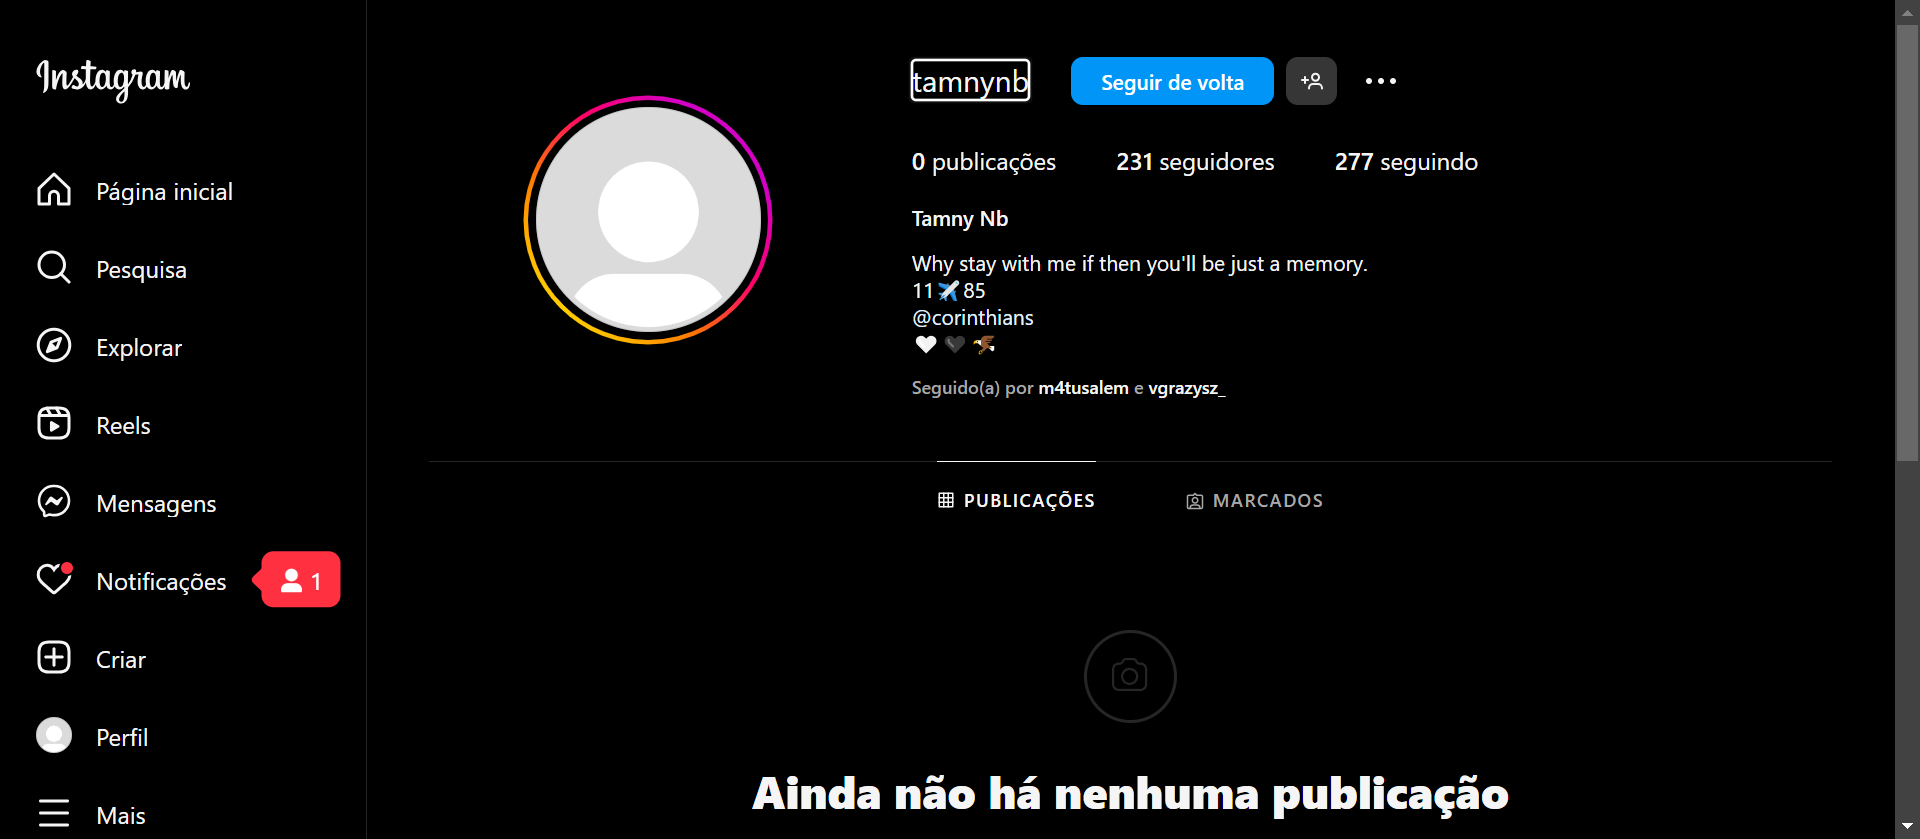 Instagram
Página inicial
Pesquisa
Explorar
Reels
Mensagens
Notificações
1
Criar
Perfil
Mais
tamnynb
Seguir de volta
0 publicações 231 seguidores 277 seguindo
Tamny Nb
Why stay with me if then you'll be just a memory.
11✈️85
@corinthians
🤍🖤🦅
Seguido(a) por m4tusalem e vgrazysz_
PUBLICAÇÕES MARCADOS
Ainda não há nenhuma publicação